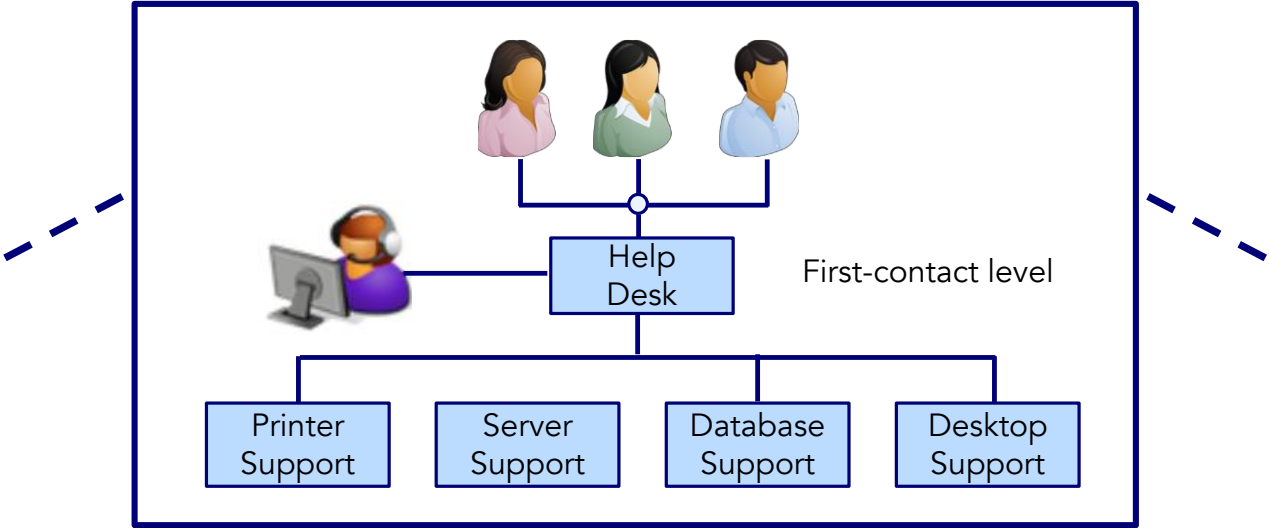 Help
Desk
First-contact level
Printer
Support
Server
Support
Database
Support
Desktop
Support